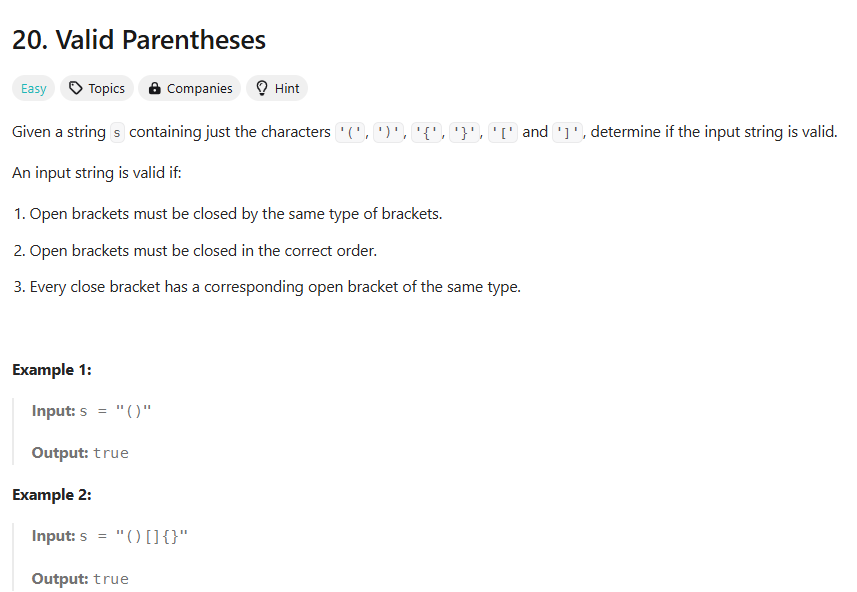 20. Valid Parentheses
Easy Topics Companies Hint
Given a string s containing just the characters '(', ')', '{', '}', '[' and ']', determine if the input string is valid.
An input string is valid if:
1. Open brackets must be closed by the same type of brackets.
2. Open brackets must be closed in the correct order.
3. Every close bracket has a corresponding open bracket of the same type.
Example 1:
Input: s = "()"
Output: true
Example 2:
Input: s = "()[]{}"
Output: true